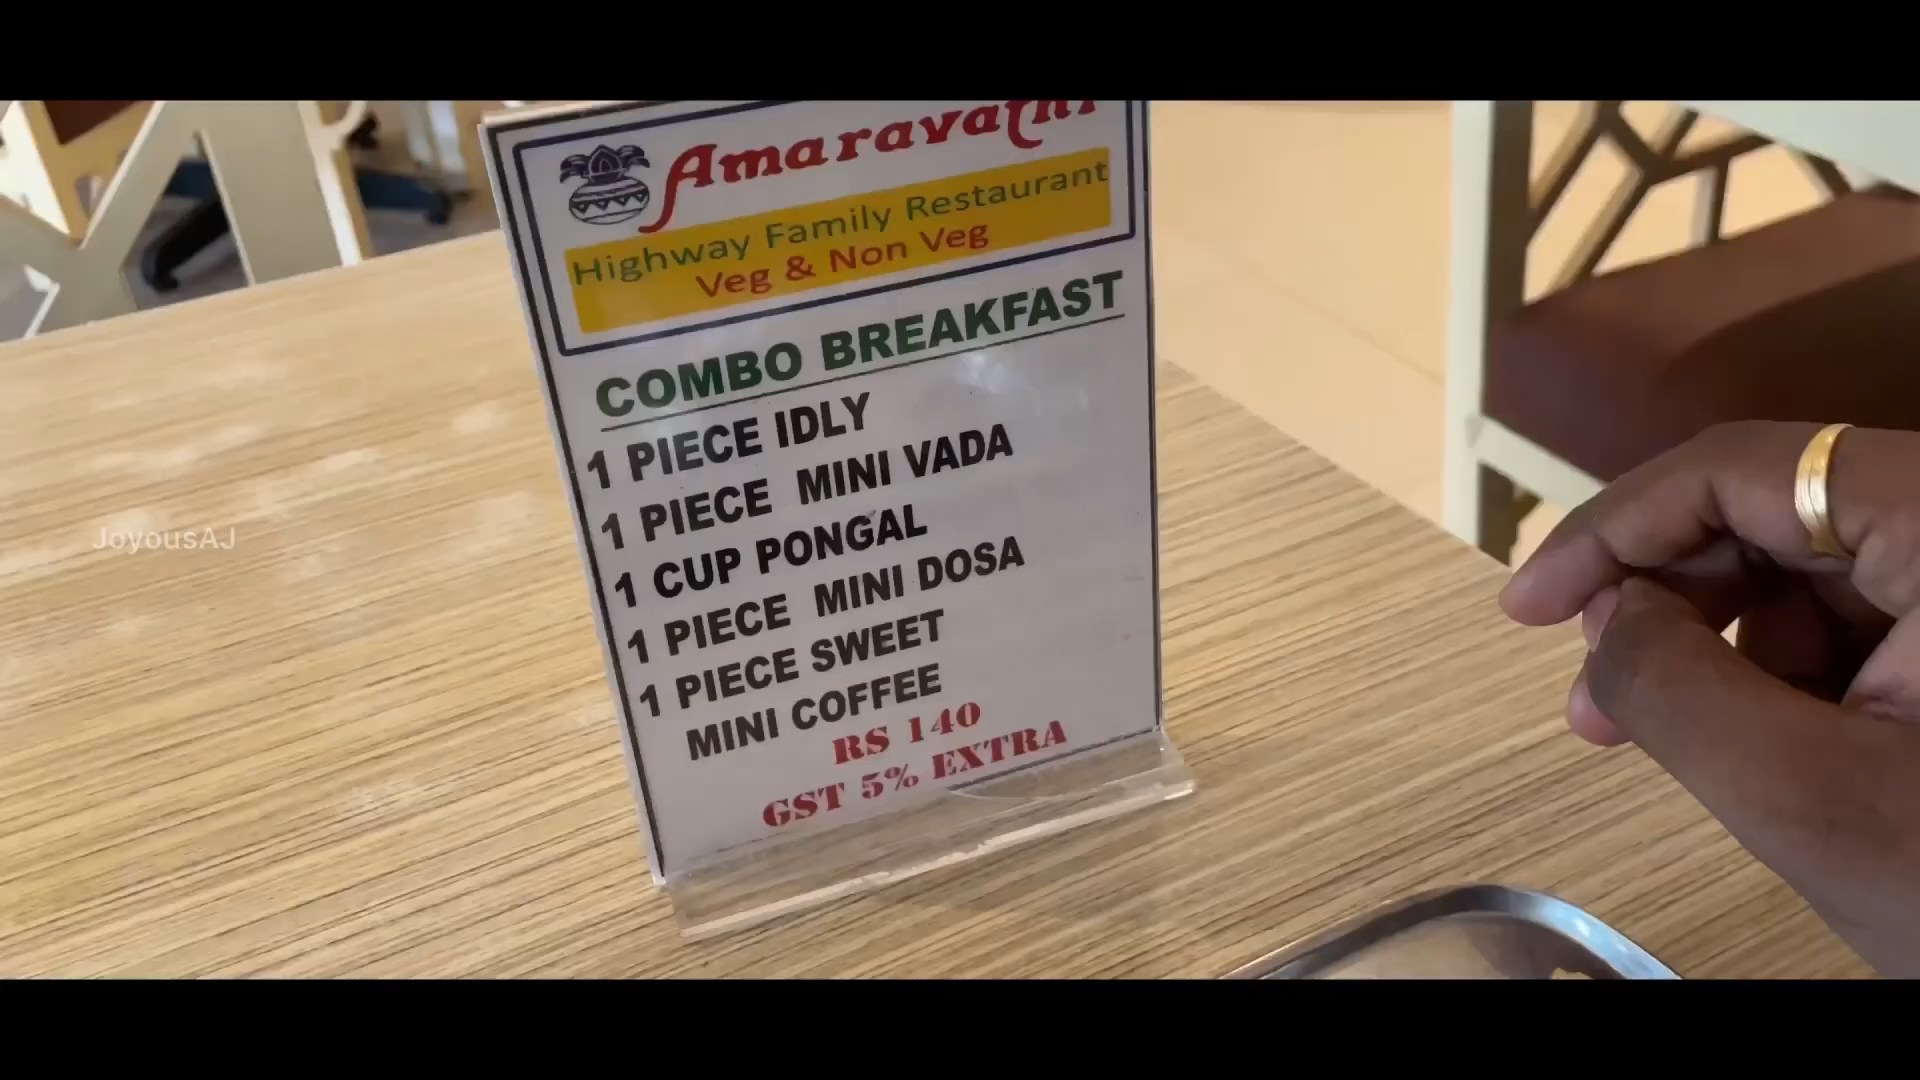 Amaravathi
Highway Family Restaurant
Veg & Non Veg
COMBO BREAKFAST
1 PIECE IDLY
1 PIECE MINI VADA
1 CUP PONGAL
1 PIECE MINI DOSA
1 PIECE SWEET
MINI COFFEE
RS 140
GST 5% EXTRA
JoyousAJ